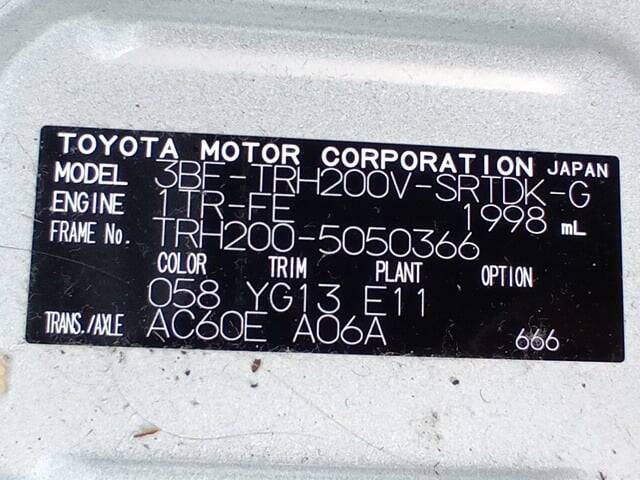 TOYOTA MOTOR CORPORATION JAPAN
MODEL 3BF-TRH200V-SRTDK-G
ENGINE 1TR-FE 1998 mL
FRAME No. TRH200-5050366
COLOR TRIM PLANT OPTION
058 YG13 E11
TRANS./AXLE AC60E A06A 666